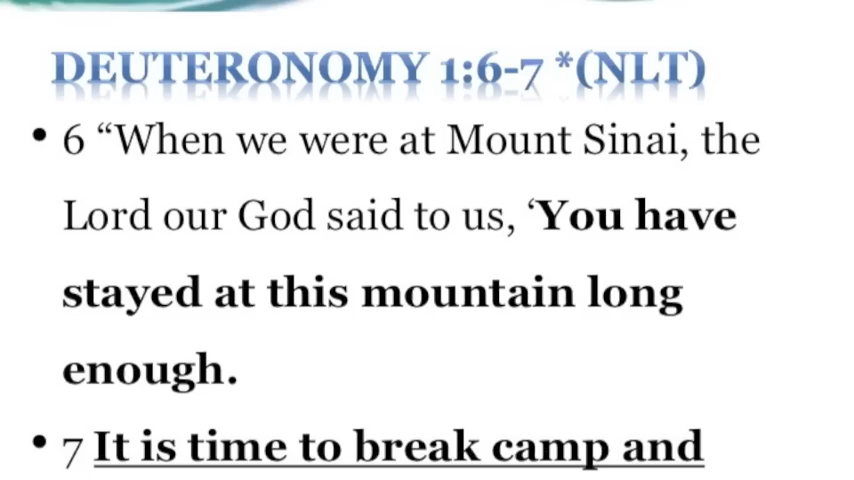 DEUTERONOMY 1:6-7 *(NLT)
• 6 “When we were at Mount Sinai, the
Lord our God said to us, ‘You have
stayed at this mountain long
enough.
• 7 It is time to break camp and